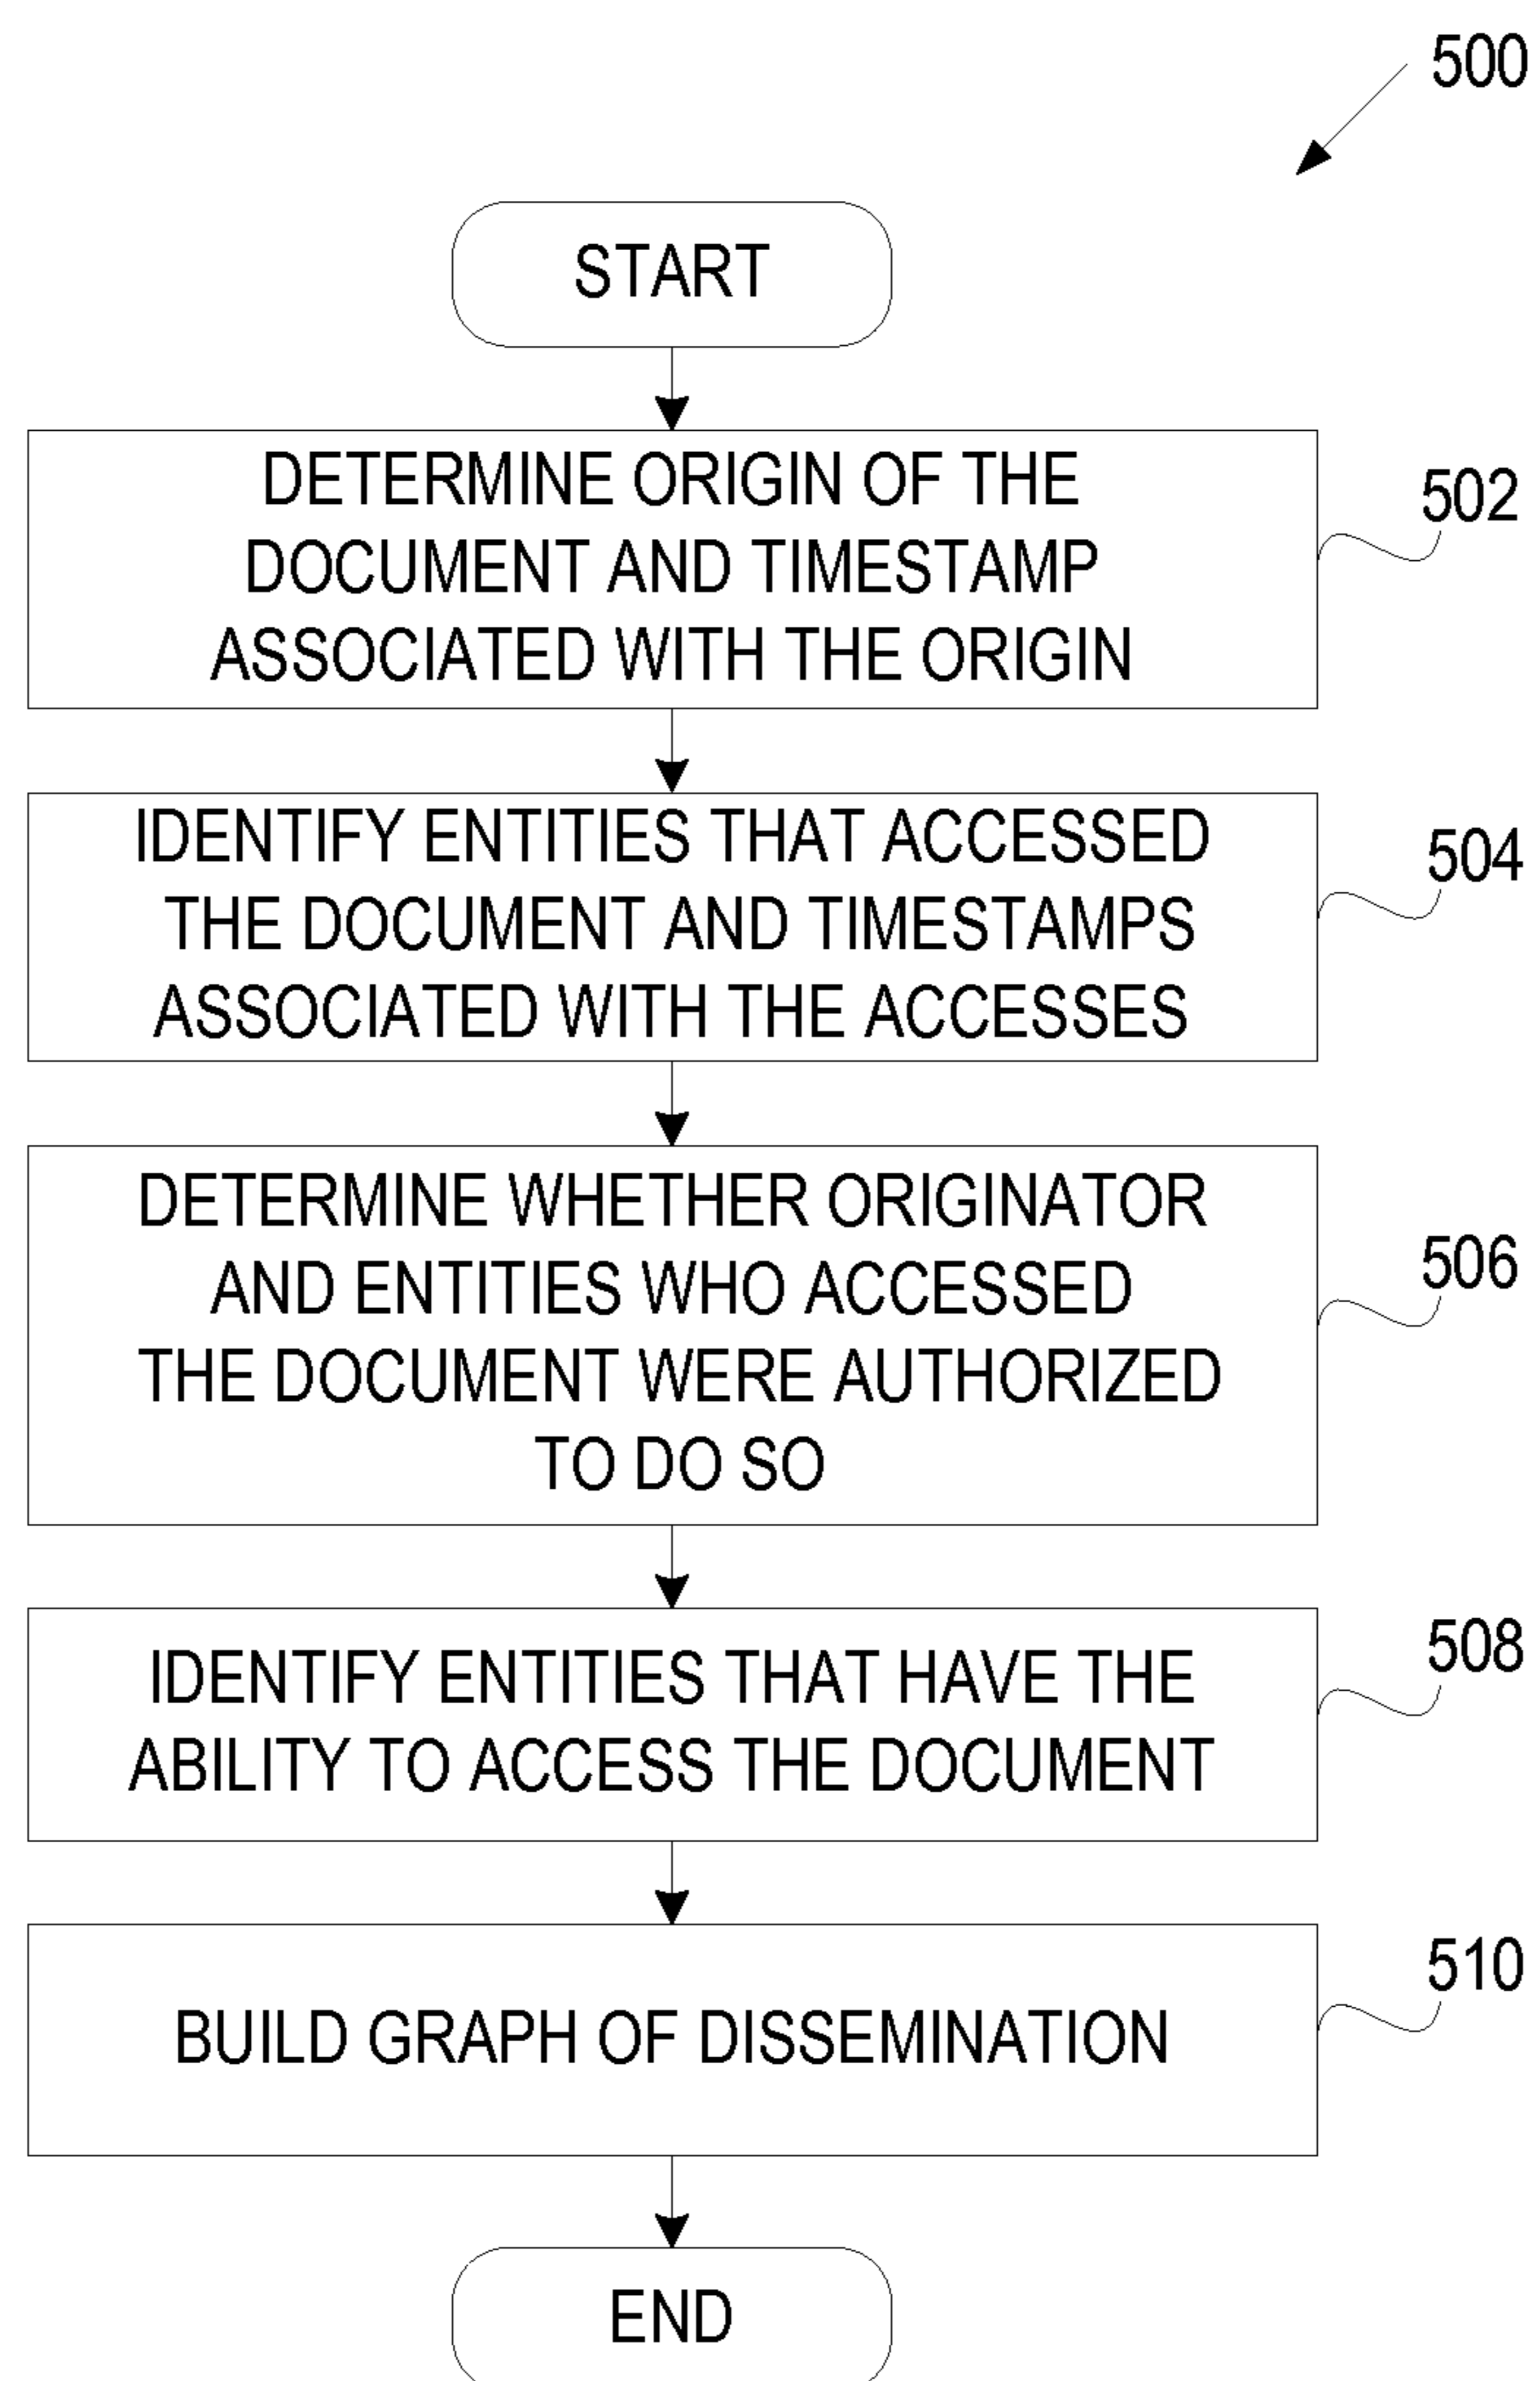 500
START
DETERMINE ORIGIN OF THE
DOCUMENT AND TIMESTAMP
ASSOCIATED WITH THE ORIGIN
502
IDENTIFY ENTITIES THAT ACCESSED
THE DOCUMENT AND TIMESTAMPS
ASSOCIATED WITH THE ACCESSES
504
DETERMINE WHETHER ORIGINATOR
AND ENTITIES WHO ACCESSED
THE DOCUMENT WERE AUTHORIZED
TO DO SO
506
IDENTIFY ENTITIES THAT HAVE THE
ABILITY TO ACCESS THE DOCUMENT
508
BUILD GRAPH OF DISSEMINATION
510
END